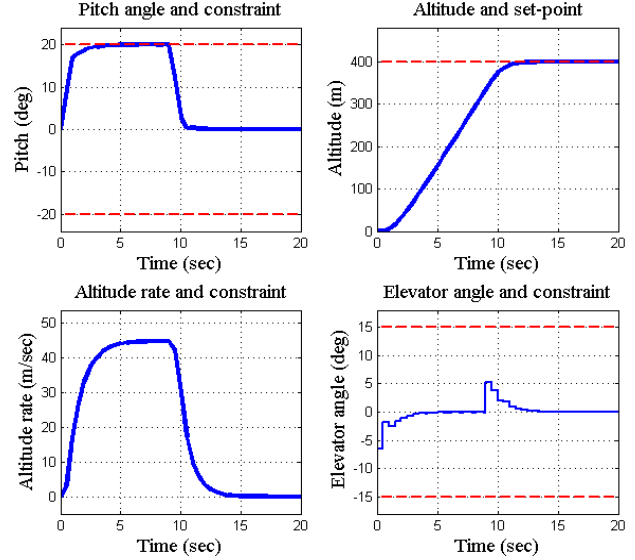 Pitch angle and constraint
Pitch (deg)
20
10
0
-10
-20
0 5 10 15 20
Time (sec)
Altitude and set-point
Altitude (m)
400
300
200
100
0
0 5 10 15 20
Time (sec)
Altitude rate and constraint
Altitude rate (m/sec)
50
40
30
20
10
0
0 5 10 15 20
Time (sec)
Elevator angle and constraint
Elevator angle (deg)
15
10
5
0
-5
-10
-15
0 5 10 15 20
Time (sec)